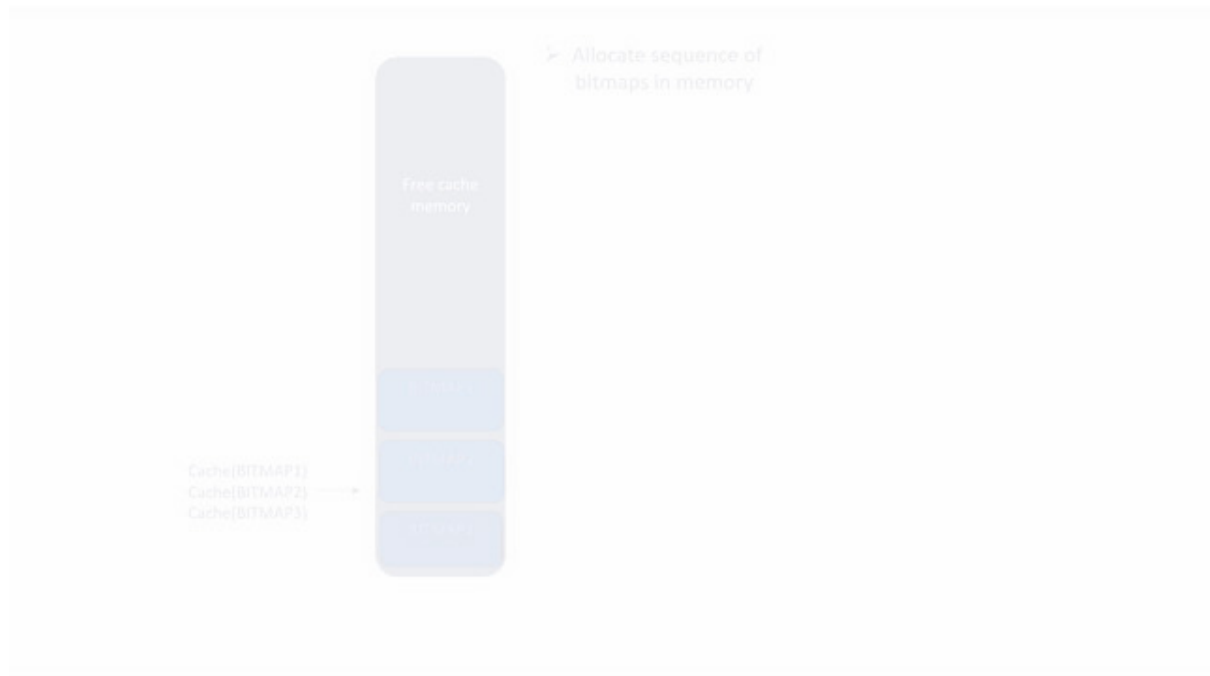 ➢ Allocate sequence of
bitmaps in memory
Free cache
memory
Cache(BITMAP1)
Cache(BITMAP2)
Cache(BITMAP3)